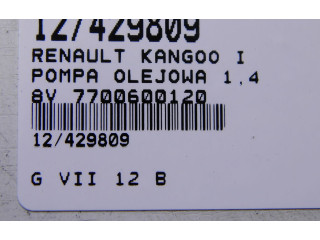 12/429809
RENAULT KANGOO I
POMPA OLEJOWA 1,4
8V 7700600120
12/429809
G VII 12 B